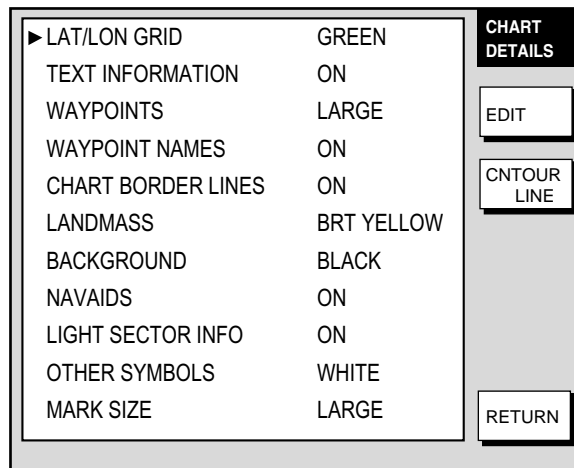 ►LAT/LON GRID GREEN
TEXT INFORMATION ON
WAYPOINTS LARGE
WAYPOINT NAMES ON
CHART BORDER LINES ON
LANDMASS BRT YELLOW
BACKGROUND BLACK
NAVAIDS ON
LIGHT SECTOR INFO ON
OTHER SYMBOLS WHITE
MARK SIZE LARGE
CHART
DETAILS
EDIT
CNTOUR
LINE
RETURN